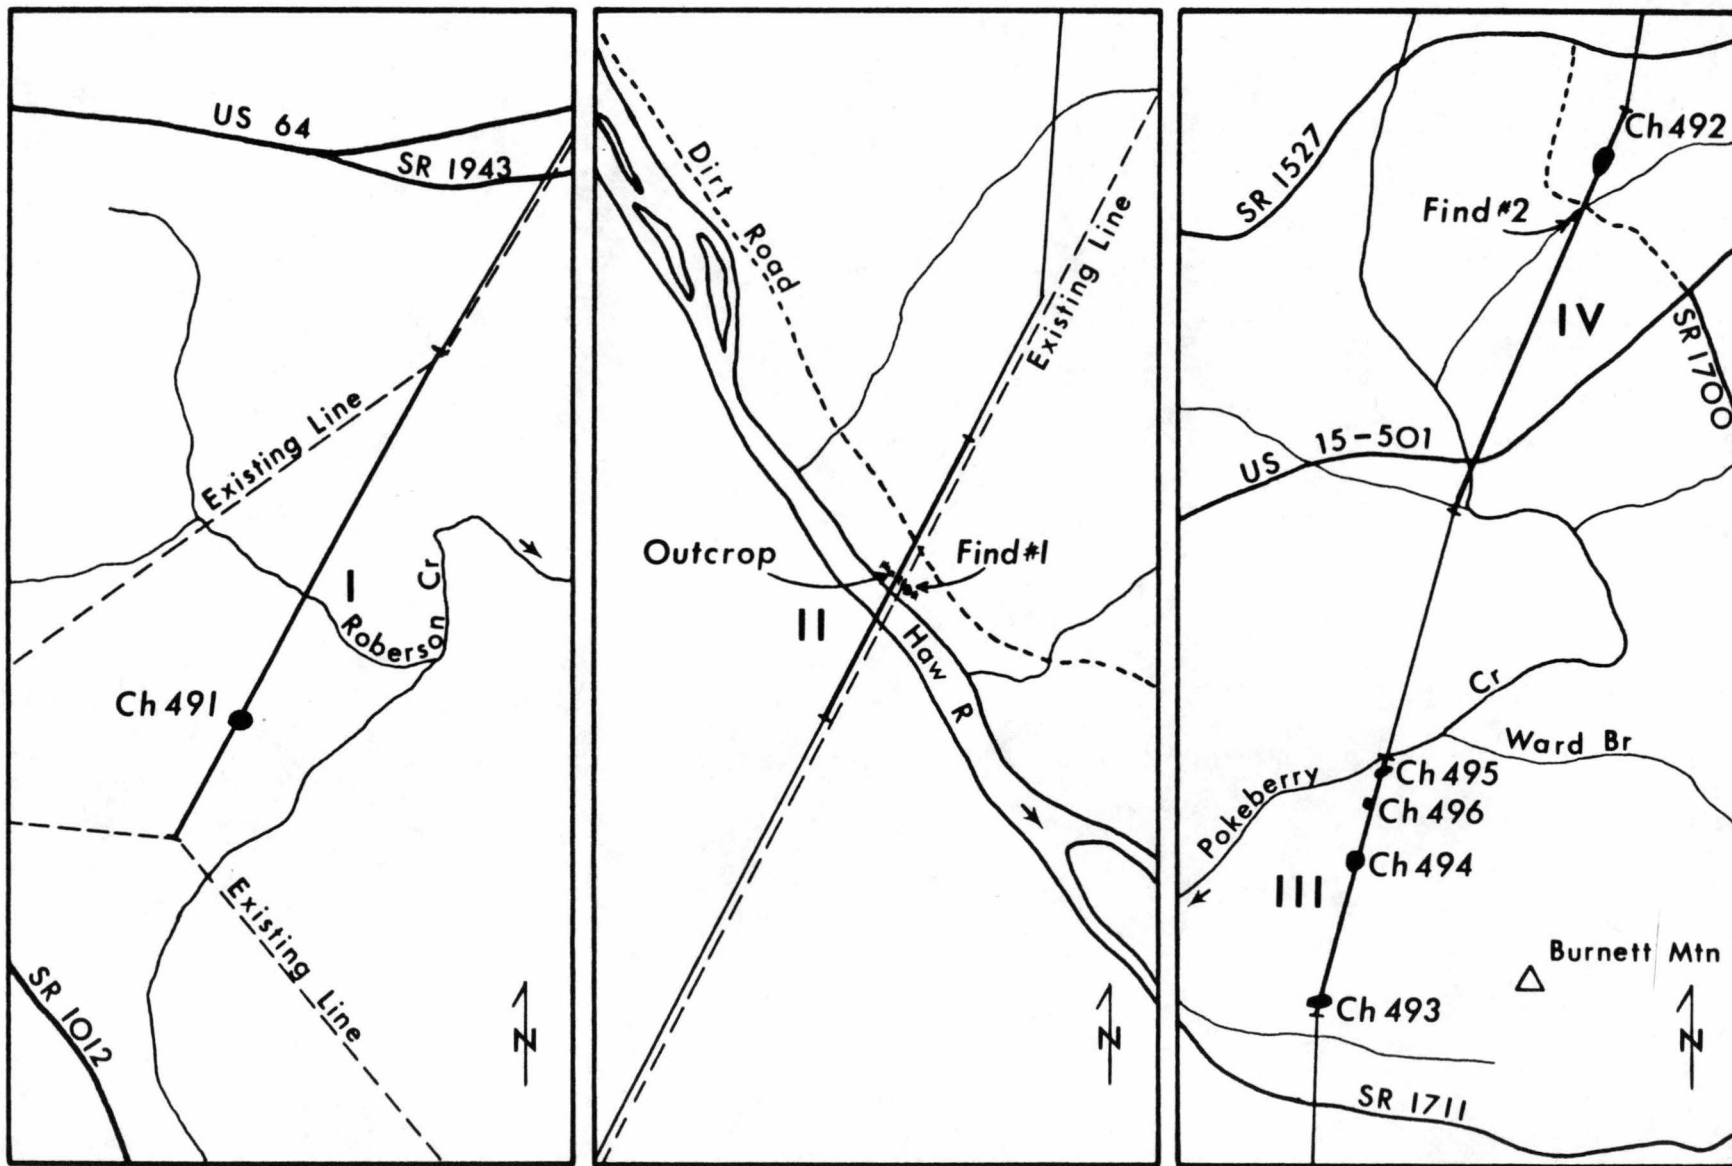 US 64
SR 1943
Existing Line
I
Roberson Cr
Ch 491
Existing Line
SR 1012
N
Dirt Road
Existing Line
Outcrop
Find #1
II
Haw R
N
Ch 492
SR 1527
Find #2
IV
SR 1700
US 15-501
Pokeberry Cr
Ward Br
Ch 495
Ch 496
Ch 494
III
Burnett Mtn
Ch 493
N
SR 1711